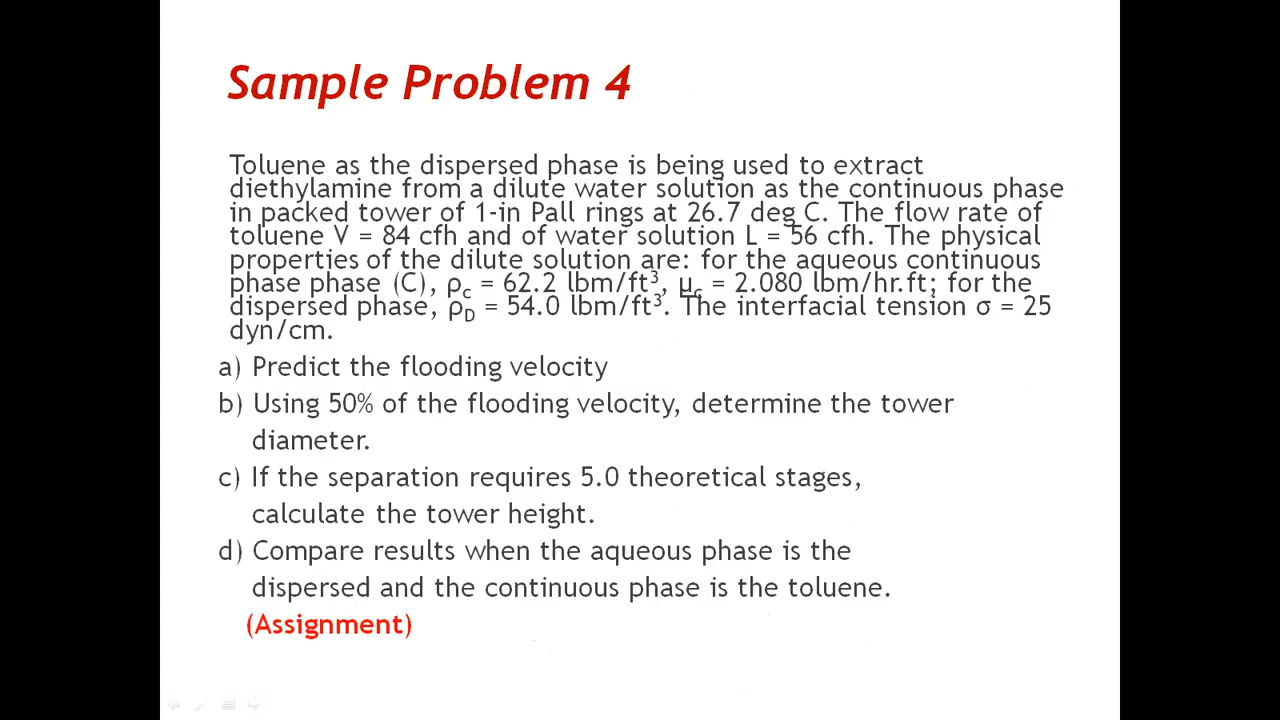 Sample Problem 4
Toluene as the dispersed phase is being used to extract
diethylamine from a dilute water solution as the continuous phase
in packed tower of 1-in Pall rings at 26.7 deg C. The flow rate of
toluene V = 84 cfh and of water solution L = 56 cfh. The physical
properties of the dilute solution are: for the aqueous continuous
phase phase (C), ρc = 62.2 lbm/ft³, μc = 2.080 lbm/hr.ft; for the
dispersed phase, ρD = 54.0 lbm/ft³. The interfacial tension σ = 25
dyn/cm.
a) Predict the flooding velocity
b) Using 50% of the flooding velocity, determine the tower
diameter.
c) If the separation requires 5.0 theoretical stages,
calculate the tower height.
d) Compare results when the aqueous phase is the
dispersed and the continuous phase is the toluene.
(Assignment)